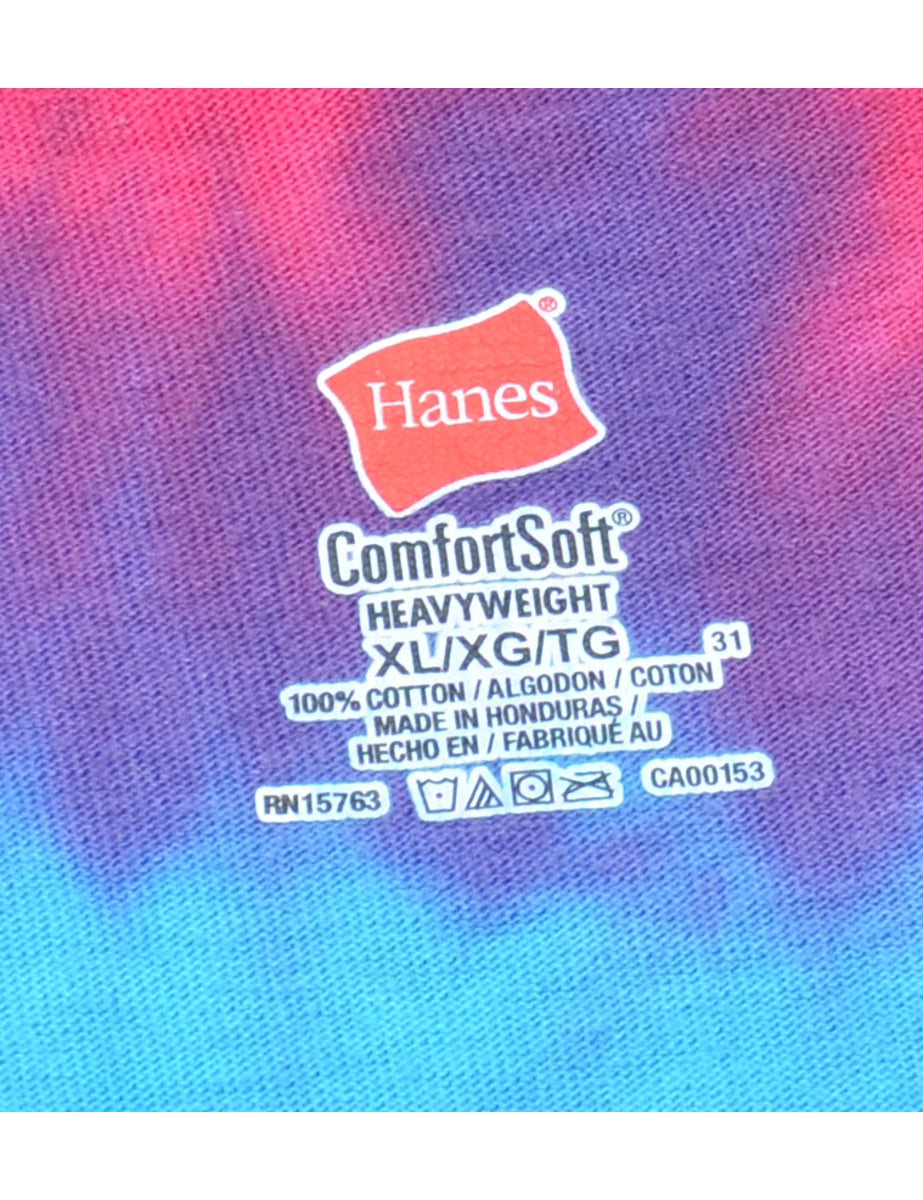 Hanes®
ComfortSoft®
HEAVYWEIGHT
XL/XG/TG
31
100% COTTON / ALGODON / COTON
MADE IN HONDURAS /
HECHO EN / FABRIQUÉ AU
RN15763 CA00153